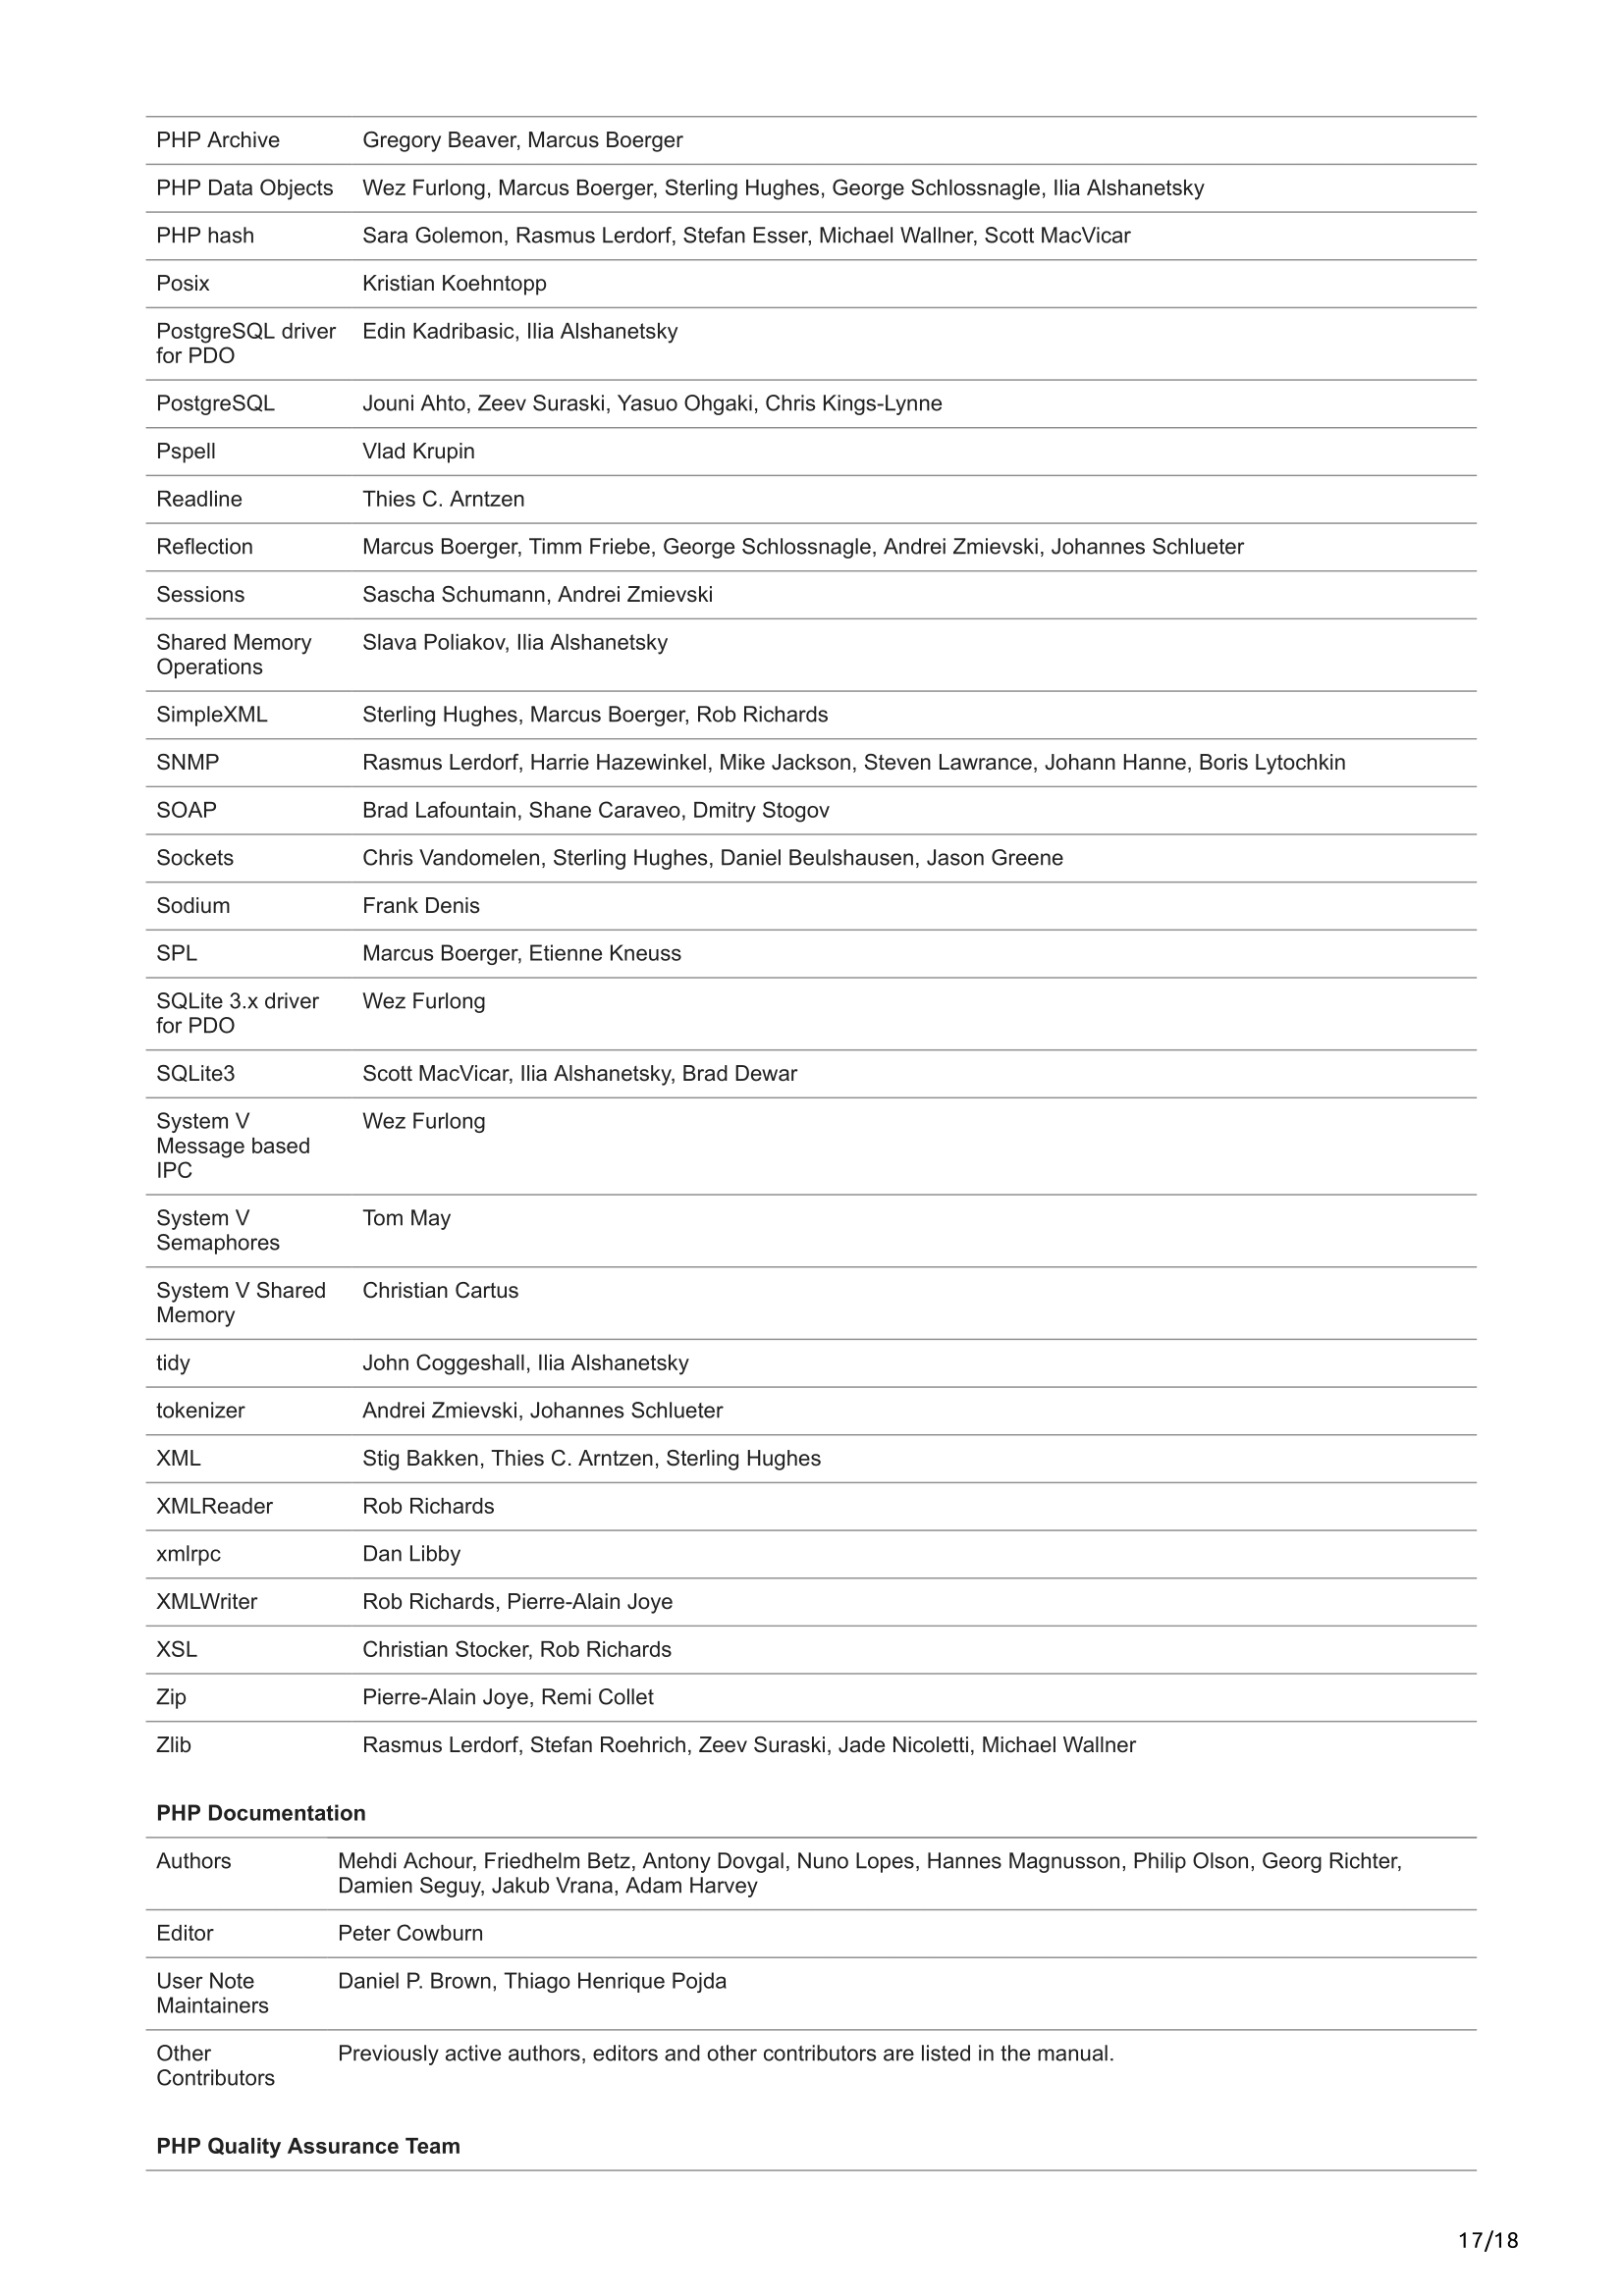 PHP Archive Gregory Beaver, Marcus Boerger
PHP Data Objects Wez Furlong, Marcus Boerger, Sterling Hughes, George Schlossnagle, Ilia Alshanetsky
PHP hash Sara Golemon, Rasmus Lerdorf, Stefan Esser, Michael Wallner, Scott MacVicar
Posix Kristian Koehntopp
PostgreSQL driver Edin Kadribasic, Ilia Alshanetsky
for PDO
PostgreSQL Jouni Ahto, Zeev Suraski, Yasuo Ohgaki, Chris Kings-Lynne
Pspell Vlad Krupin
Readline Thies C. Arntzen
Reflection Marcus Boerger, Timm Friebe, George Schlossnagle, Andrei Zmievski, Johannes Schlueter
Sessions Sascha Schumann, Andrei Zmievski
Shared Memory Slava Poliakov, Ilia Alshanetsky
Operations
SimpleXML Sterling Hughes, Marcus Boerger, Rob Richards
SNMP Rasmus Lerdorf, Harrie Hazewinkel, Mike Jackson, Steven Lawrance, Johann Hanne, Boris Lytochkin
SOAP Brad Lafountain, Shane Caraveo, Dmitry Stogov
Sockets Chris Vandomelen, Sterling Hughes, Daniel Beulshausen, Jason Greene
Sodium Frank Denis
SPL Marcus Boerger, Etienne Kneuss
SQLite 3.x driver Wez Furlong
for PDO
SQLite3 Scott MacVicar, Ilia Alshanetsky, Brad Dewar
System V Wez Furlong
Message based
IPC
System V Tom May
Semaphores
System V Shared Christian Cartus
Memory
tidy John Coggeshall, Ilia Alshanetsky
tokenizer Andrei Zmievski, Johannes Schlueter
XML Stig Bakken, Thies C. Arntzen, Sterling Hughes
XMLReader Rob Richards
xmlrpc Dan Libby
XMLWriter Rob Richards, Pierre-Alain Joye
XSL Christian Stocker, Rob Richards
Zip Pierre-Alain Joye, Remi Collet
Zlib Rasmus Lerdorf, Stefan Roehrich, Zeev Suraski, Jade Nicoletti, Michael Wallner
PHP Documentation
Authors Mehdi Achour, Friedhelm Betz, Antony Dovgal, Nuno Lopes, Hannes Magnusson, Philip Olson, Georg Richter,
Damien Seguy, Jakub Vrana, Adam Harvey
Editor Peter Cowburn
User Note Daniel P. Brown, Thiago Henrique Pojda
Maintainers
Other Previously active authors, editors and other contributors are listed in the manual.
Contributors
PHP Quality Assurance Team
17/18